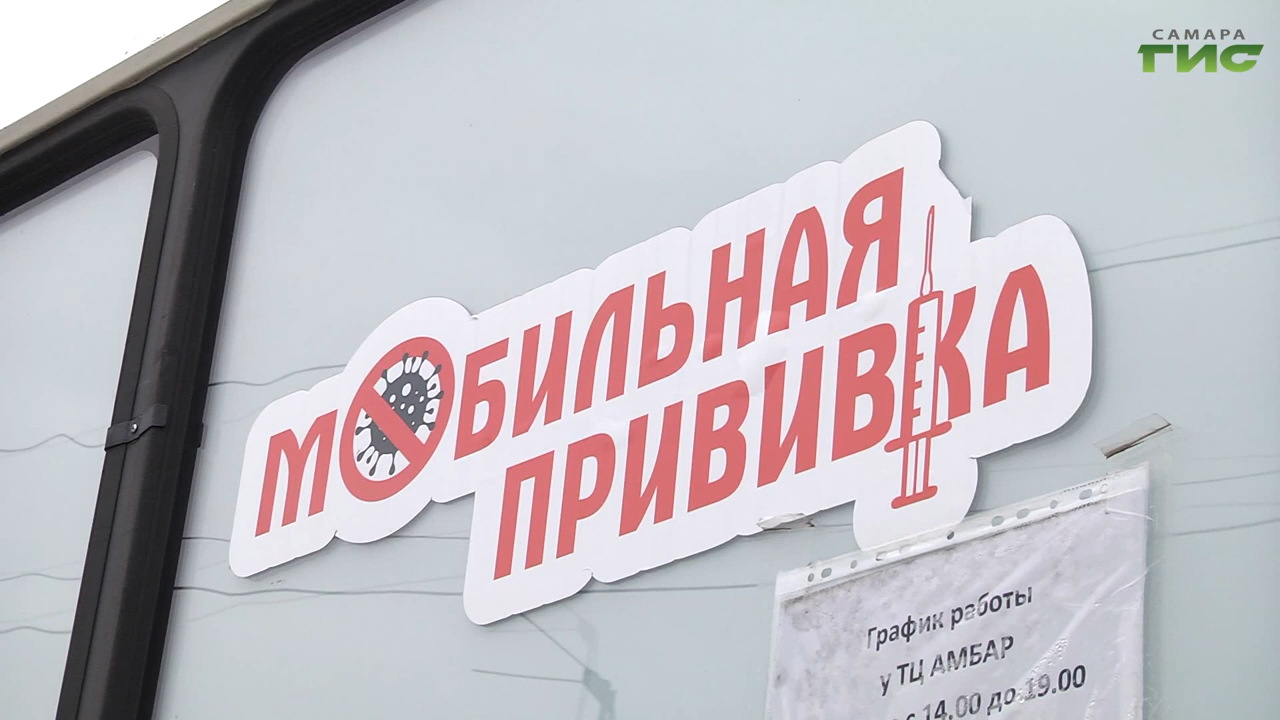 САМАРА
ГИС
МОБИЛЬНАЯ
ПРИВИВКА
График работы
у ТЦ АМБАР
с 14.00 до 19.00